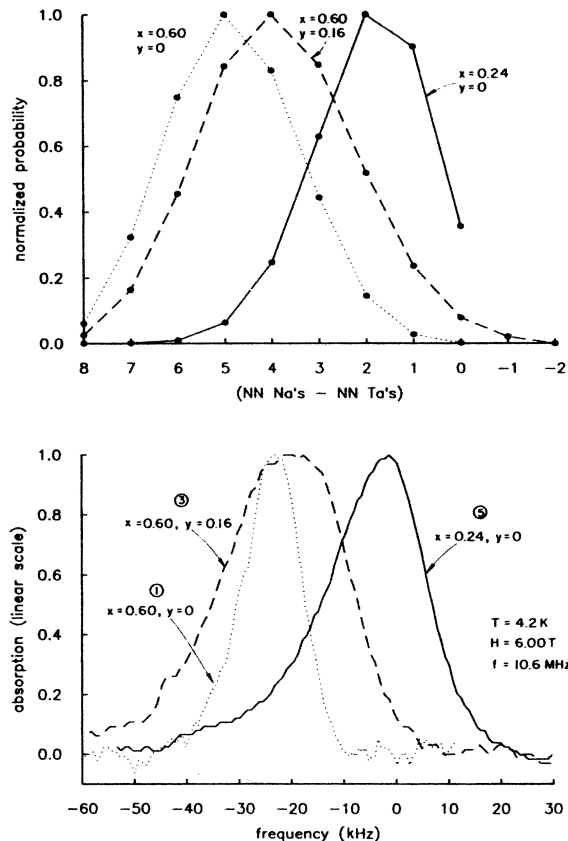 1.0
0.8
0.6
0.4
0.2
0.0
normalized probability
x=0.60
y=0
x=0.60
y=0.16
x=0.24
y=0
8 7 6 5 4 3 2 1 0 −1 −2
(NN Na's − NN Ta's)
1.0
0.8
0.6
0.4
0.2
0.0
absorption (linear scale)
③
x=0.60, y=0.16
①
x=0.60, y=0
⑤
x=0.24, y=0
T = 4.2 K
H = 6.00 T
f = 10.6 MHz
−60 −50 −40 −30 −20 −10 0 10 20 30
frequency (kHz)